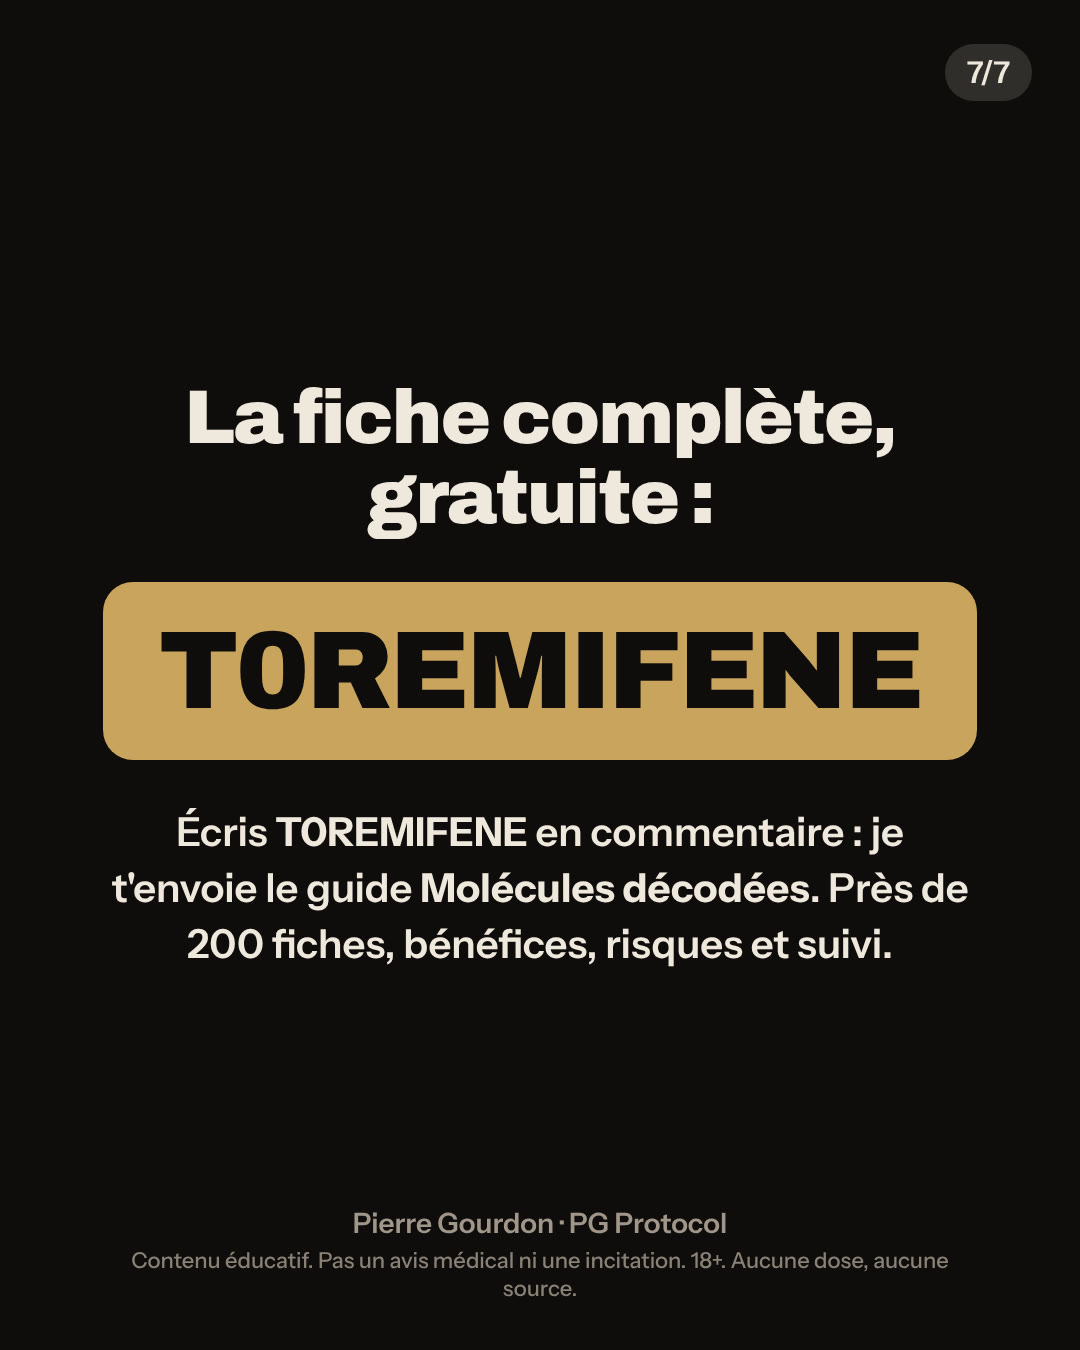 7/7
La fiche complète,
gratuite :
T0REMIFENE
Écris T0REMIFENE en commentaire : je
t'envoie le guide Molécules décodées. Près de
200 fiches, bénéfices, risques et suivi.
Pierre Gourdon · PG Protocol
Contenu éducatif. Pas un avis médical ni une incitation. 18+. Aucune dose, aucune
source.